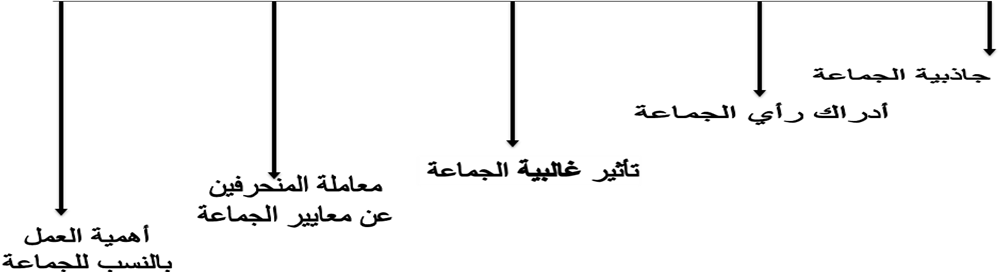 جاذبية الجماعة
أدراك رأي الجماعة
تأثير غالبية الجماعة
معاملة المنحرفين
عن معايير الجماعة
أهمية العمل
بالنسب للجماعة